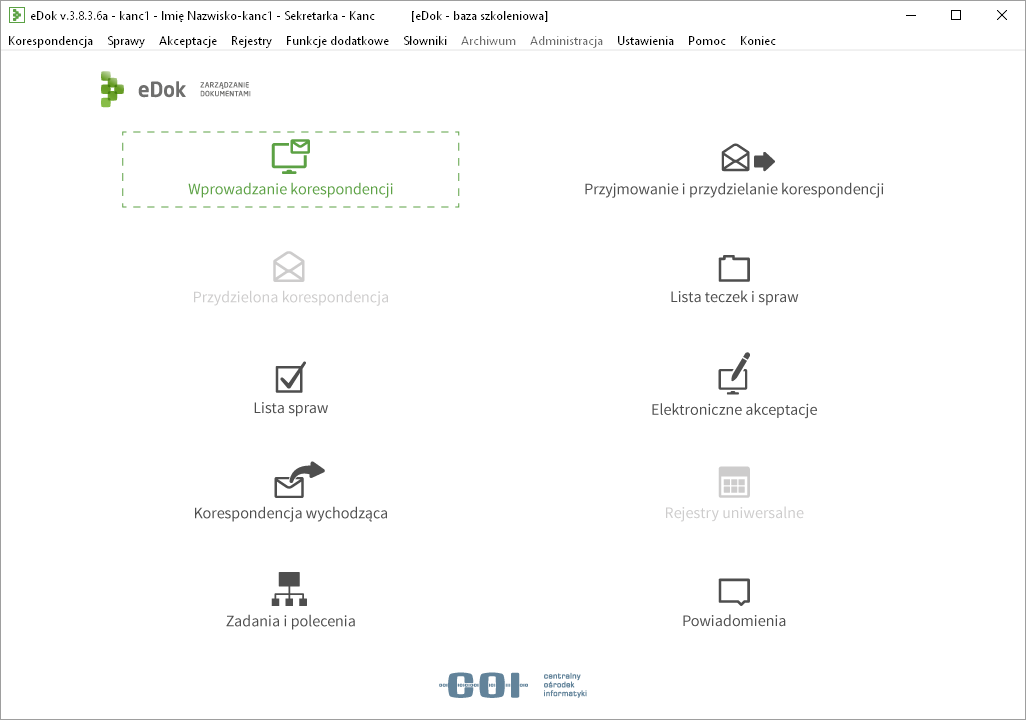 eDok v.3.8.3.6a - kanc1 - Imię Nazwisko-kanc1 - Sekretarka - Kanc [eDok - baza szkoleniowa]
Korespondencja Sprawy Akceptacje Rejestry Funkcje dodatkowe Słowniki Archiwum Administracja Ustawienia Pomoc Koniec
eDok ZARZĄDZANIE
DOKUMENTAMI
Wprowadzanie korespondencji
Przyjmowanie i przydzielanie korespondencji
Przydzielona korespondencja
Lista teczek i spraw
Lista spraw
Elektroniczne akceptacje
Korespondencja wychodząca
Rejestry uniwersalne
Zadania i polecenia
Powiadomienia
COI
centralny
ośrodek
informatyki